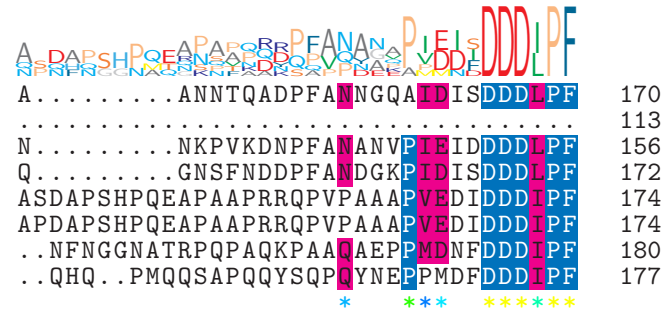 A.........ANNTQADPFANNGQAIDISDDDLPF 170
................................... 113
N.........NKPVKDNPFANANVPIEIDDDDLPF 156
Q.........GNSFNDDPFANDGKPIDISDDDLPF 172
ASDAPSHPQEAPAAPRRQPVPAAAPVEDIDDDIPF 174
APDAPSHPQEAPAAPRRQPVPAAAPVEDIDDDIPF 174
..NFNGGNATRPQPAQKPAAQAEPPMDNFDDDIPF 180
..QHQ..PMQQSAPQQYSQPQYNEPPMDFDDDIPF 177
* *** ******